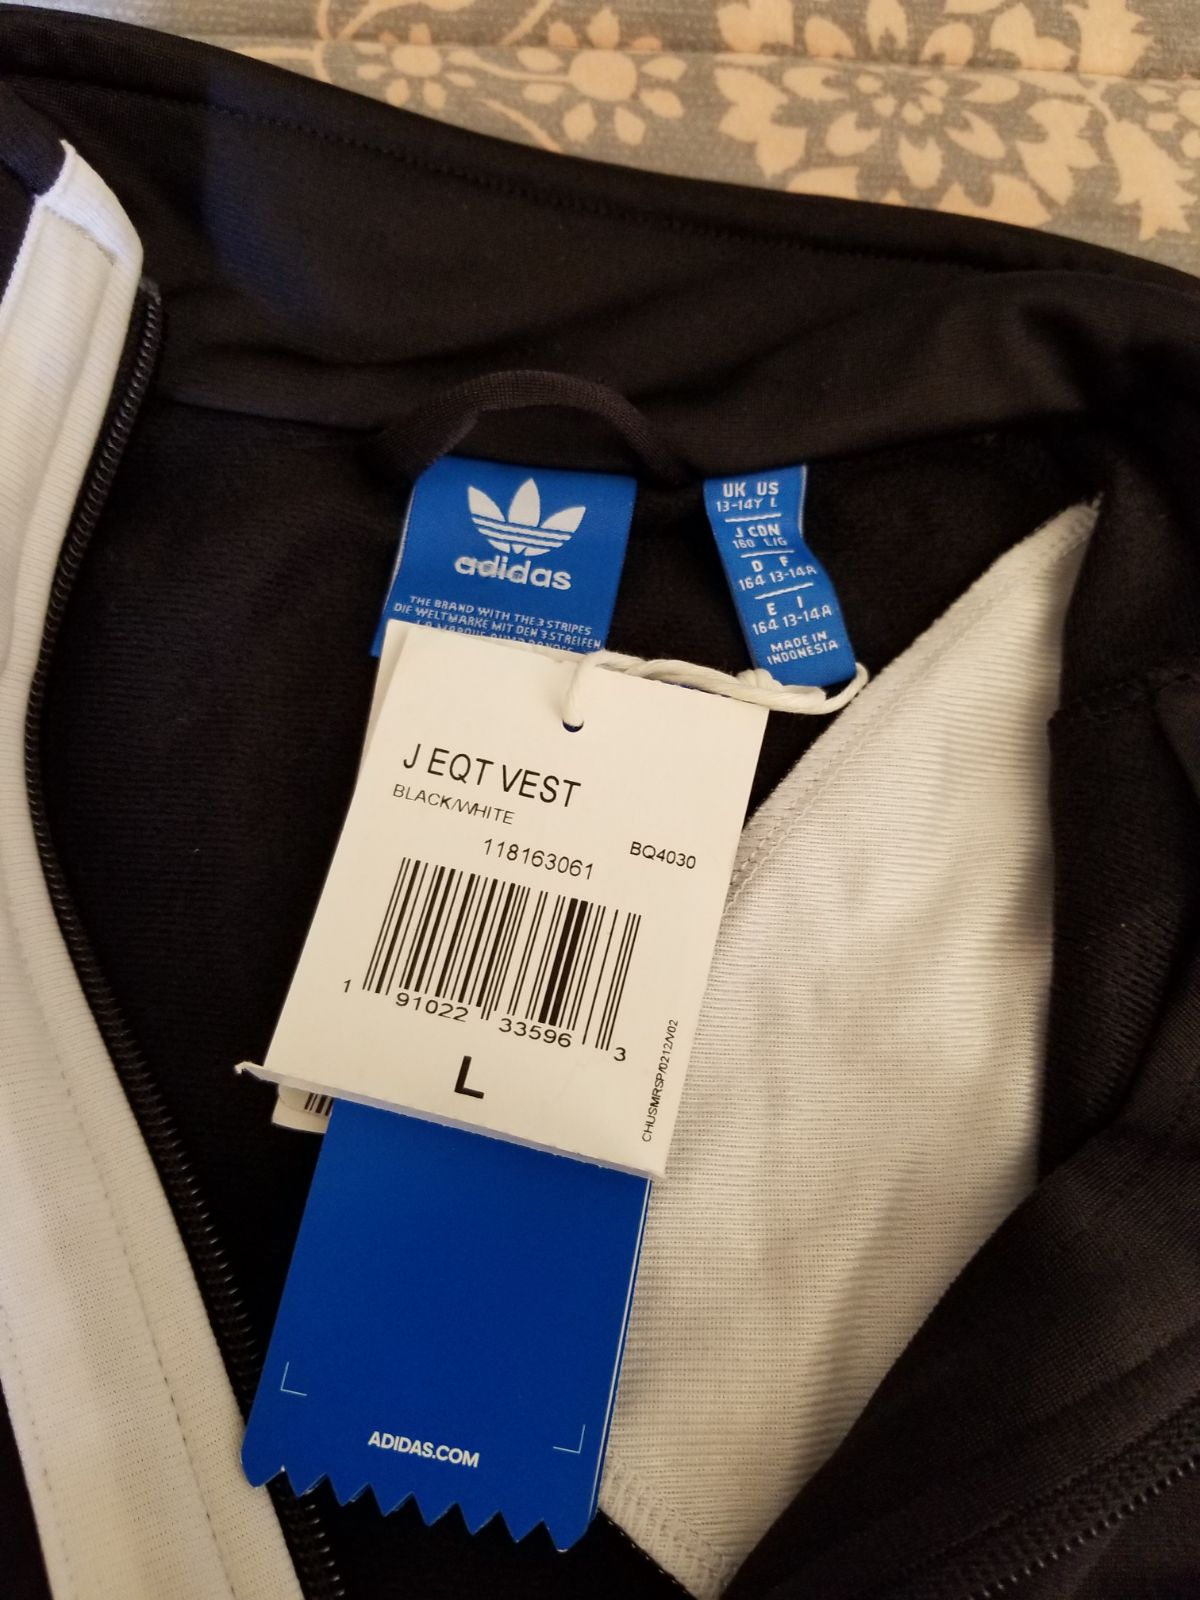 adidas
THE BRAND WITH THE 3 STRIPES
DIE WELTMARKE MIT DEN 3 STREIFEN
UK US
13-14Y L
J CDN
160 L/G
D F
164 13-14A
E I
164 13-14A
MADE IN
INDONESIA
J EQT VEST
BLACK/WHITE
118163061 BQ4030
1 91022 33596 3
L
CHUSMRSP/0212/V02
ADIDAS.COM